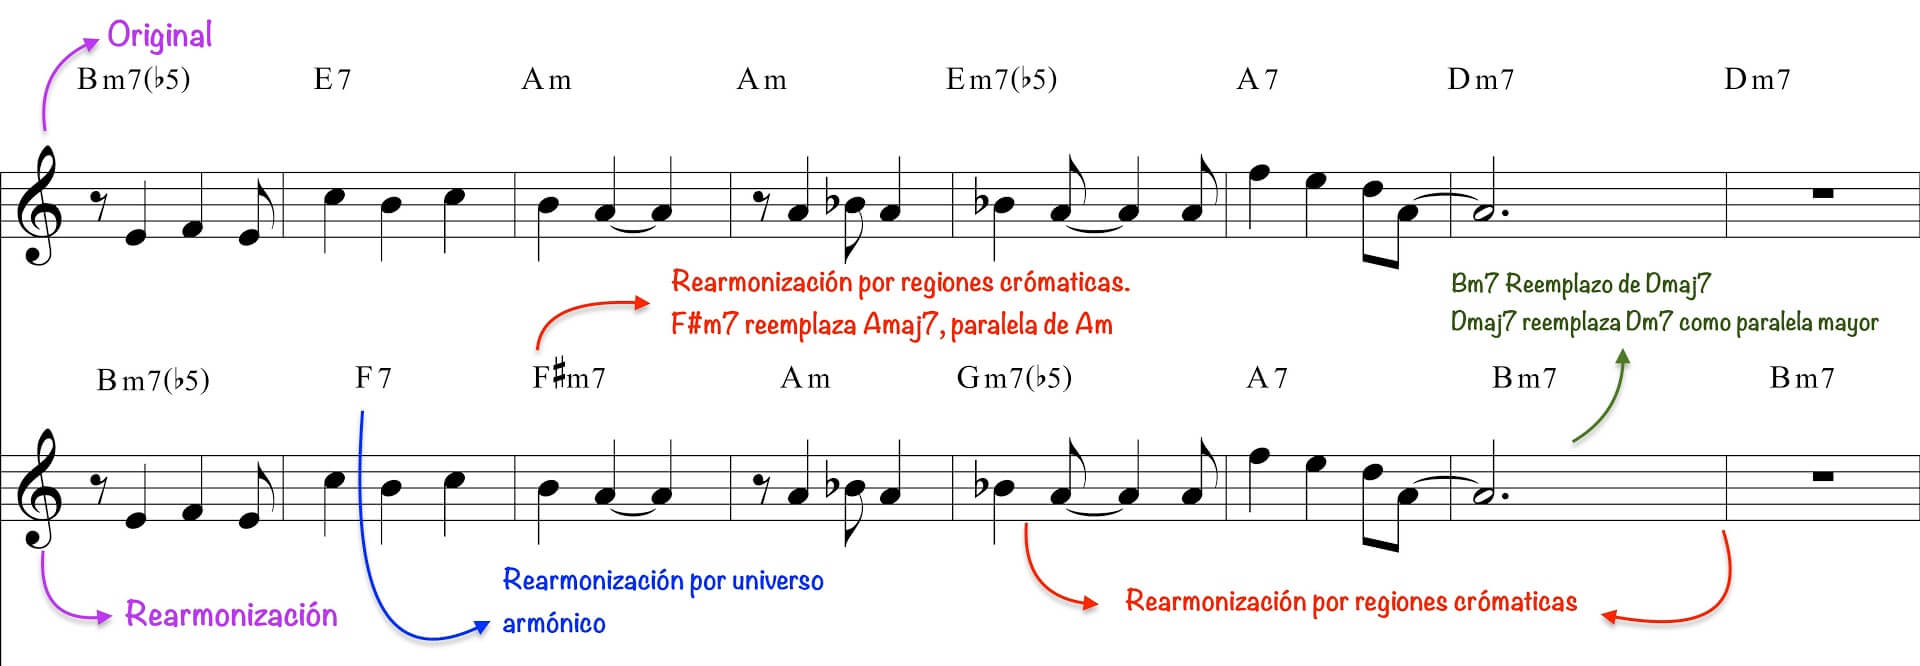 Original
Bm7(♭5) E7 Am Am Em7(♭5) A7 Dm7 Dm7
Rearmonización por regiones crómaticas.
F#m7 reemplaza Amaj7, paralela de Am
Bm7 Reemplazo de Dmaj7
Dmaj7 reemplaza Dm7 como paralela mayor
Bm7(♭5) F7 F♯m7 Am Gm7(♭5) A7 Bm7 Bm7
Rearmonización
Rearmonización por universo
armónico
Rearmonización por regiones crómaticas